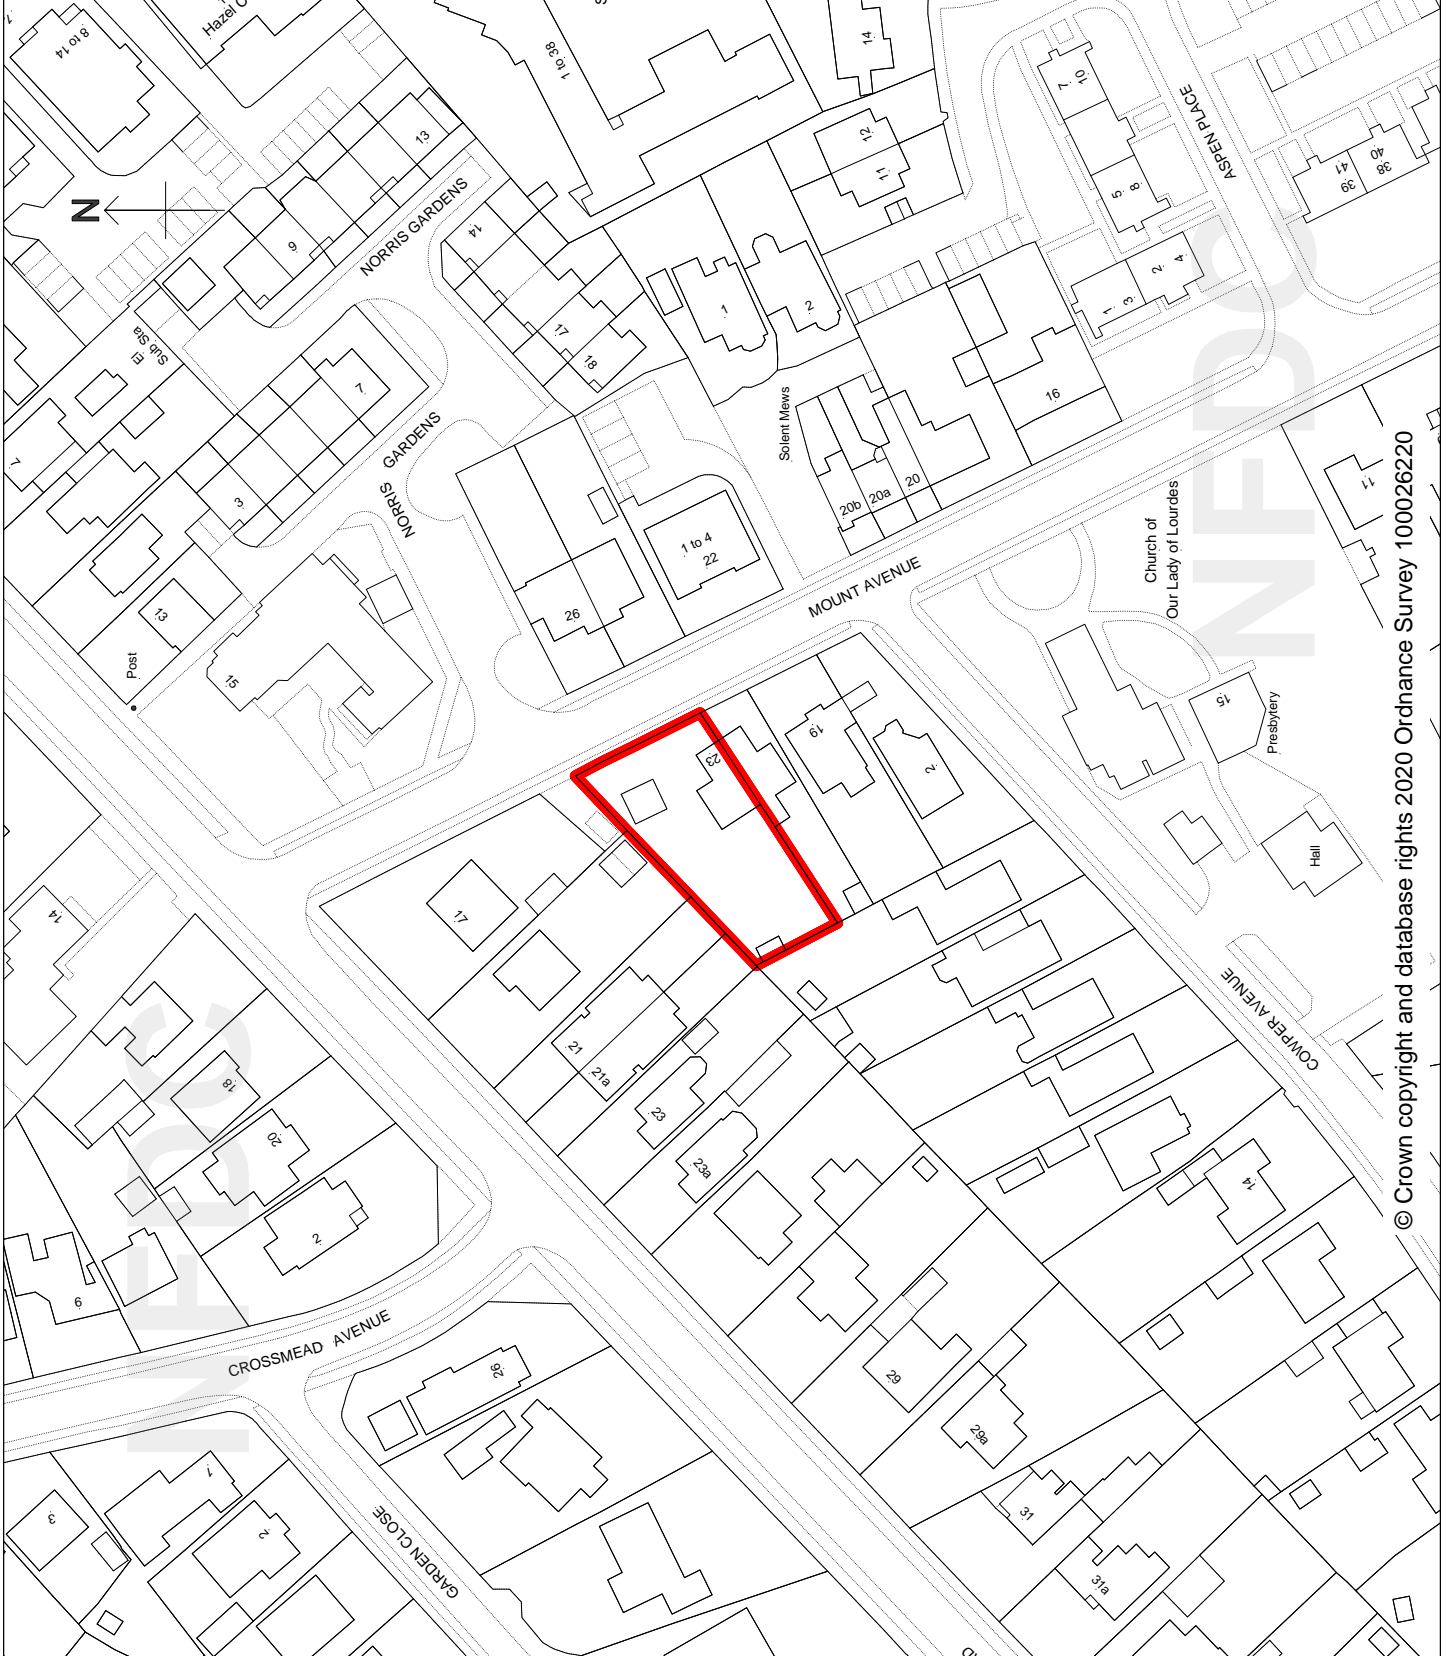 8 to 14
Hazel C
1 to 38
14
7
10
13
12
11
ASPEN PLACE
5
8
41
39
40
38
N
9
NORRIS GARDENS
14
1
2
2
4
1
3
El
Sub Sta
17
18
7
7
NORRIS GARDENS
3
Solent Mews
16
20b
20a
20
NFDC
1 to 4
22
MOUNT AVENUE
Church of
Our Lady of Lourdes
11
13
Post
15
26
23
19
2
15
Presbytery
Hall
14
17
21
21a
23
23a
COWPER AVENUE
18
20
2
6
NFDC
CROSSMEAD AVENUE
26
29
29a
14
31
31a
3
1
2
GARDEN CLOSE
© Crown copyright and database rights 2020 Ordnance Survey 100026220